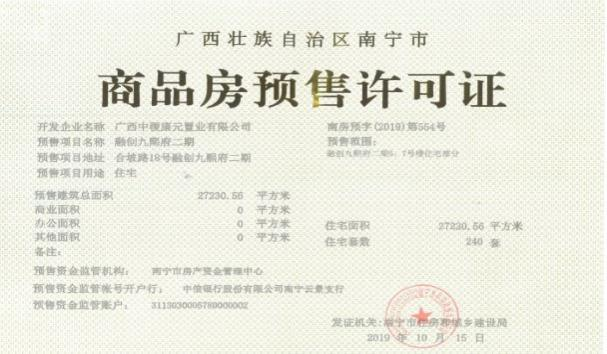 广西壮族自治区南宁市
商品房预售许可证
开发企业名称 广西中稷康元置业有限公司
南房预字(2019)第554号
预售项目名称 融创九熙府二期
预售范围:
预售项目地址 合坡路18号融创九熙府二期
融创九熙府二期5、7号楼住宅部分
预售项目用途 住宅
预售建筑总面积 27230.56 平方米
商业面积 0 平方米
办公面积 0 平方米
住宅面积 27230.56 平方米
其他面积 0 平方米
住宅套数 240 套
备注:
预售资金监管机构: 南宁市房产资金管理中心
预售资金监管账号开户行: 中信银行股份有限公司南宁云景支行
预售资金监管账户: 3113030006780000002
发证机关:南宁市住房和城乡建设局
2019 年 10 月 15日